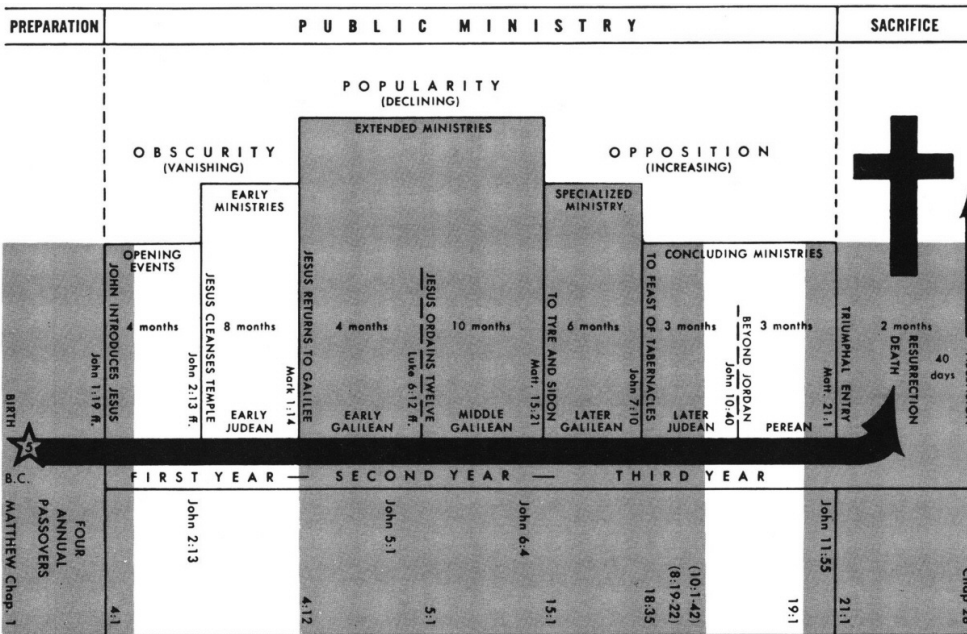 PREPARATION
PUBLIC MINISTRY
SACRIFICE
POPULARITY
(DECLINING)
EXTENDED MINISTRIES
OBSCURITY
(VANISHING)
OPPOSITION
(INCREASING)
EARLY
MINISTRIES
SPECIALIZED
MINISTRY
OPENING
EVENTS
CONCLUDING MINISTRIES
JOHN INTRODUCES JESUS
John 1:19 ff.
4 months
JESUS CLEANSES TEMPLE
John 2:13 ff.
8 months
EARLY
JUDEAN
JESUS RETURNS TO GALILEE
Mark 1:14
4 months
EARLY
GALILEAN
JESUS ORDAINS TWELVE
Luke 6:12 ff.
10 months
MIDDLE
GALILEAN
TO TYRE AND SIDON
Matt. 15:21
6 months
LATER
GALILEAN
TO FEAST OF TABERNACLES
John 7:10
3 months
LATER
JUDEAN
BEYOND JORDAN
John 10:40
3 months
PEREAN
TRIUMPHAL ENTRY
Matt. 21:1
2 months
RESURRECTION
DEATH
40
days
BIRTH
5
B.C.
FIRST YEAR — SECOND YEAR — THIRD YEAR
FOUR
ANNUAL
PASSOVERS
John 2:13
John 5:1
John 6:4
John 11:55
MATTHEW Chap. 1
4:1
4:12
5:1
15:1
18:35
(8:19-22)
(10:1-42)
19:1
21:1